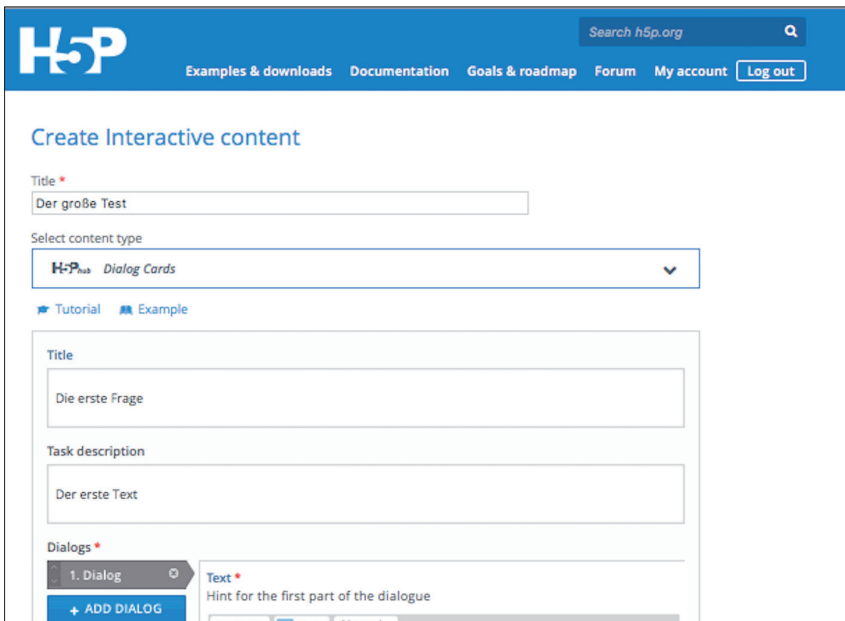 H5P
Search h5p.org
Examples & downloads Documentation Goals & roadmap Forum My account Log out
Create Interactive content
Title *
Der große Test
Select content type
H5P hub Dialog Cards
Tutorial Example
Title
Die erste Frage
Task description
Der erste Text
Dialogs *
1. Dialog
Text *
Hint for the first part of the dialogue
+ ADD DIALOG